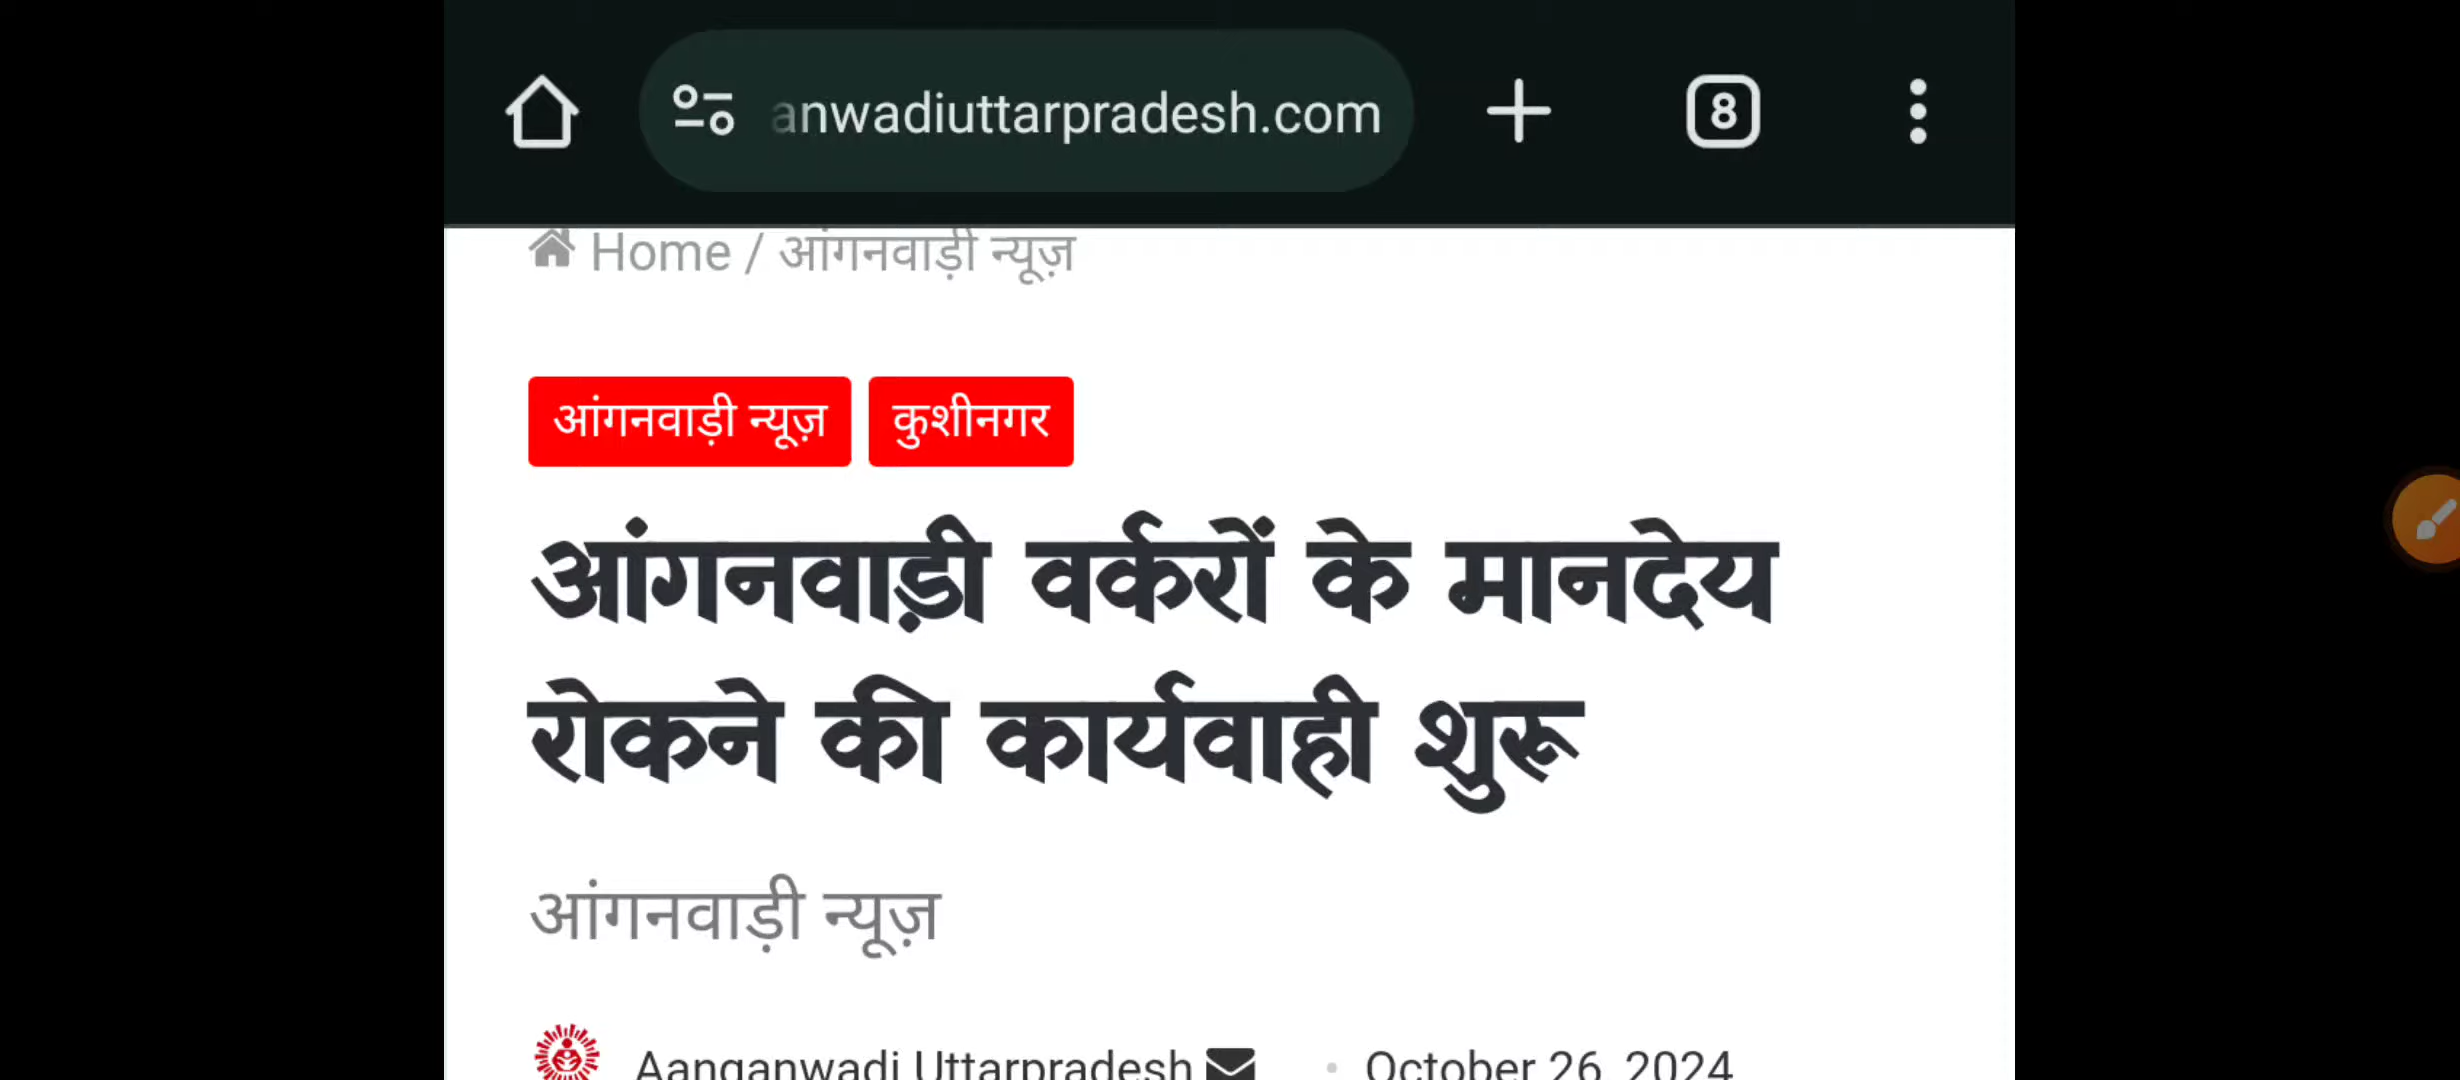 anwadiuttarpradesh.com
8
Home / आंगनवाड़ी न्यूज़
आंगनवाड़ी न्यूज़ कुशीनगर
आंगनवाड़ी वर्करों के मानदेय
रोकने की कार्यवाही शुरू
आंगनवाड़ी न्यूज़
Aanganwadi Uttarpradesh • October 26, 2024